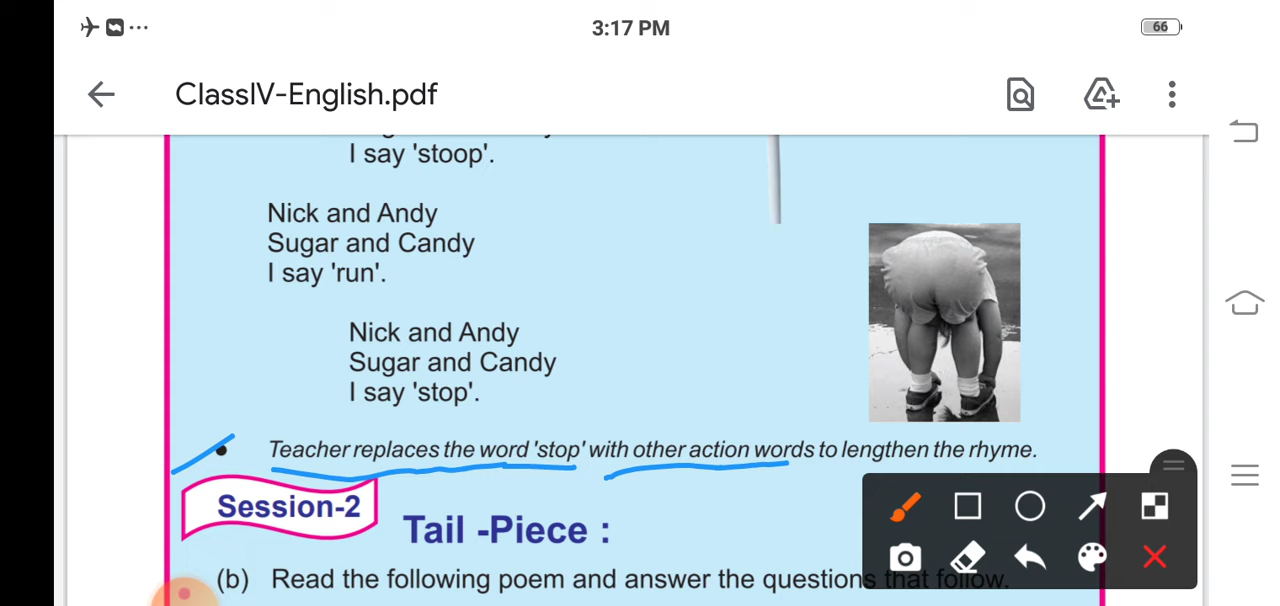 3:17 PM
66
ClassIV-English.pdf
I say 'stoop'.
Nick and Andy
Sugar and Candy
I say 'run'.
Nick and Andy
Sugar and Candy
I say 'stop'.
• Teacher replaces the word 'stop' with other action words to lengthen the rhyme.
Session-2
Tail -Piece :
(b) Read the following poem and answer the questions that follow.